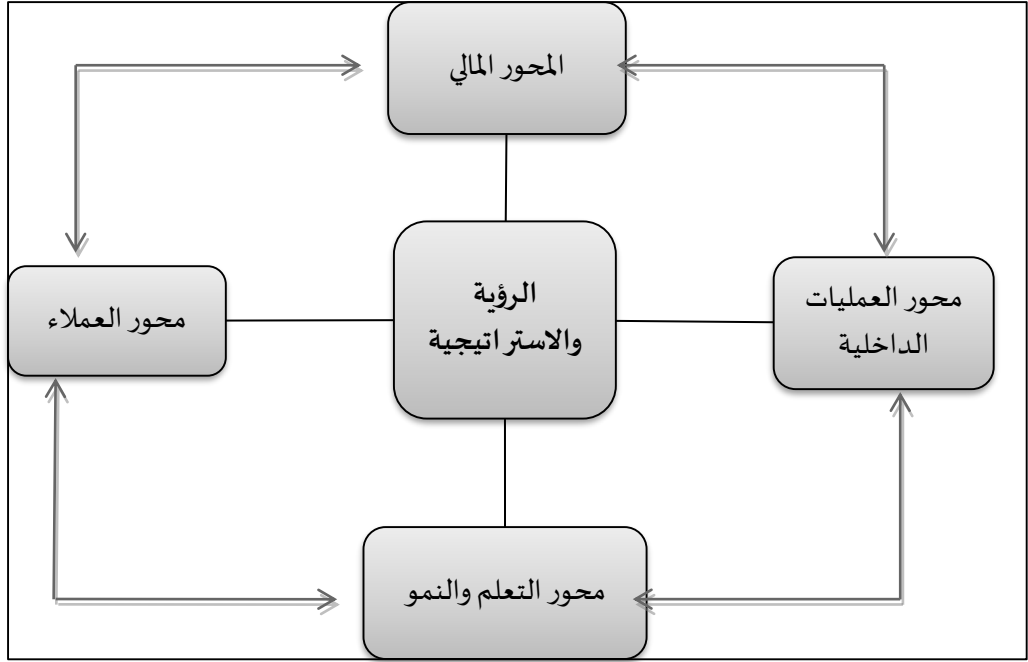 المحور المالي
محور العمليات
الداخلية
الرؤية
والاستراتيجية
محور العملاء
محور التعلم والنمو